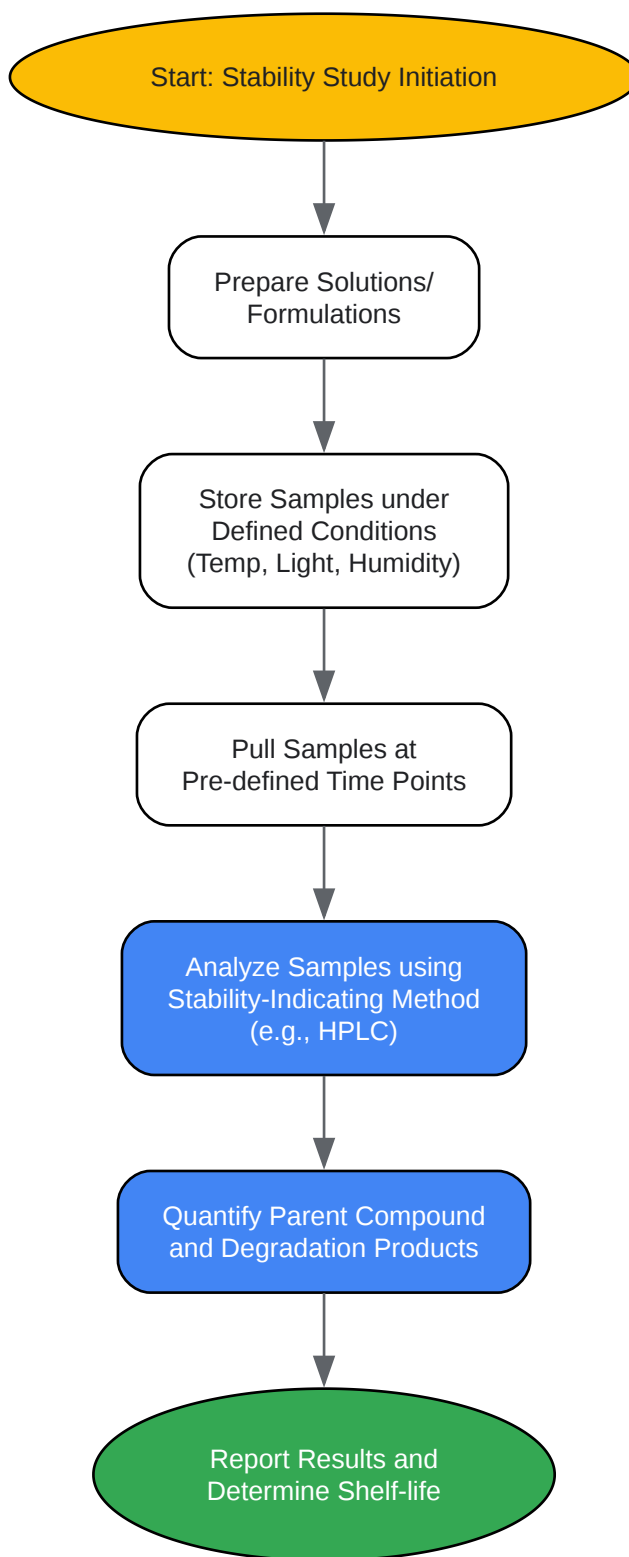 Start: Stability Study Initiation
Prepare Solutions/
Formulations
Store Samples under
Defined Conditions
(Temp, Light, Humidity)
Pull Samples at
Pre-defined Time Points
Analyze Samples using
Stability-Indicating Method
(e.g., HPLC)
Quantify Parent Compound
and Degradation Products
Report Results and
Determine Shelf-life